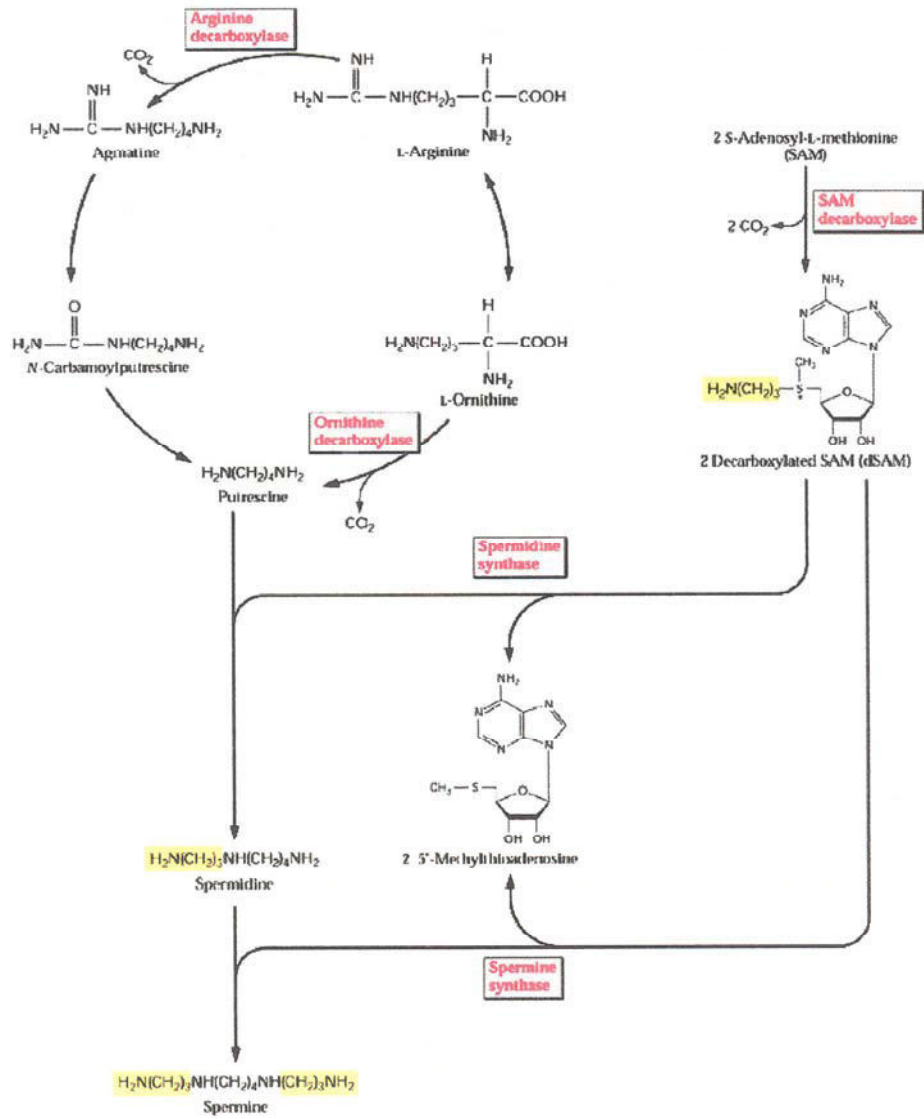 Arginine
decarboxylase
CO₂
NH
H₂N—C—NH(CH₂)₄NH₂
Agmatine
NH H
H₂N—C—NH(CH₂)₃—C—COOH
NH₂
L-Arginine
2 S-Adenosyl-L-methionine
(SAM)
SAM
decarboxylase
2 CO₂
O
H₂N—C—NH(CH₂)₄NH₂
N-Carbamoylputrescine
H
H₂N(CH₂)₃—C—COOH
NH₂
L-Ornithine
NH₂
N
N
N
N
CH₃
H₂N(CH₂)₃—S
O
OH OH
2 Decarboxylated SAM (dSAM)
Ornithine
decarboxylase
H₂N(CH₂)₄NH₂
Putrescine
CO₂
Spermidine
synthase
NH₂
N
N
N
N
CH₃—S
O
OH OH
2 5'-Methylthioadenosine
H₂N(CH₂)₃NH(CH₂)₄NH₂
Spermidine
Spermine
synthase
H₂N(CH₂)₃NH(CH₂)₄NH(CH₂)₃NH₂
Spermine